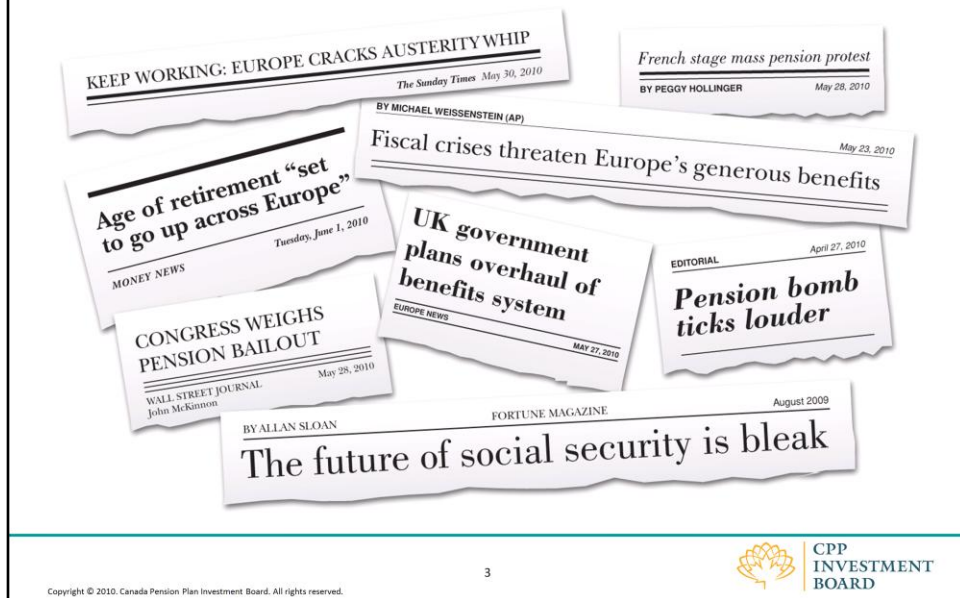 KEEP WORKING: EUROPE CRACKS AUSTERITY WHIP
The Sunday Times May 30, 2010
French stage mass pension protest
BY PEGGY HOLLINGER May 28, 2010
BY MICHAEL WEISSENSTEIN (AP)
May 23, 2010
Fiscal crises threaten Europe's generous benefits
Age of retirement "set
to go up across Europe"
Tuesday, June 1, 2010
MONEY NEWS
UK government
plans overhaul of
benefits system
EUROPE NEWS
MAY 27, 2010
EDITORIAL April 27, 2010
Pension bomb
ticks louder
CONGRESS WEIGHS
PENSION BAILOUT
WALL STREET JOURNAL May 28, 2010
John McKinnon
BY ALLAN SLOAN FORTUNE MAGAZINE August 2009
The future of social security is bleak
3
CPP
INVESTMENT
BOARD
Copyright © 2010. Canada Pension Plan Investment Board. All rights reserved.